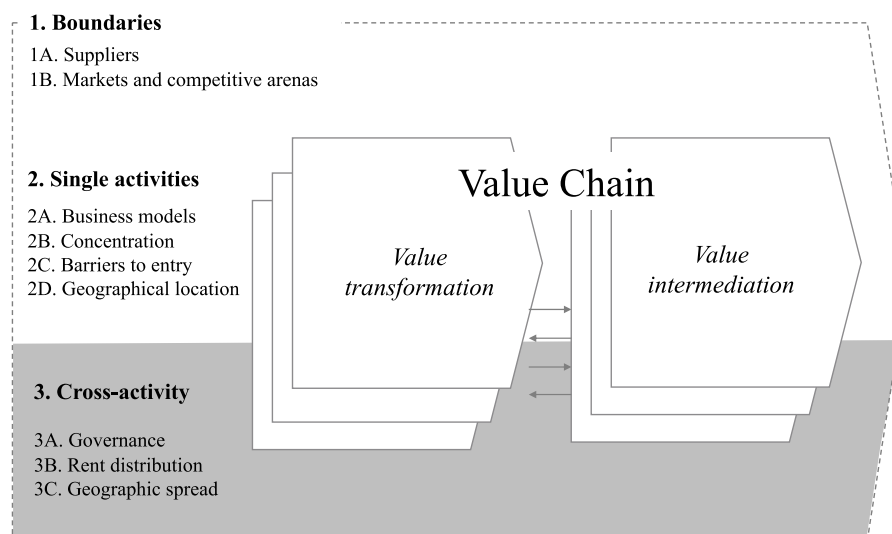 1. Boundaries
1A. Suppliers
1B. Markets and competitive arenas
Value Chain
2. Single activities
2A. Business models
2B. Concentration
2C. Barriers to entry
2D. Geographical location
Value
transformation
Value
intermediation
3. Cross-activity
3A. Governance
3B. Rent distribution
3C. Geographic spread